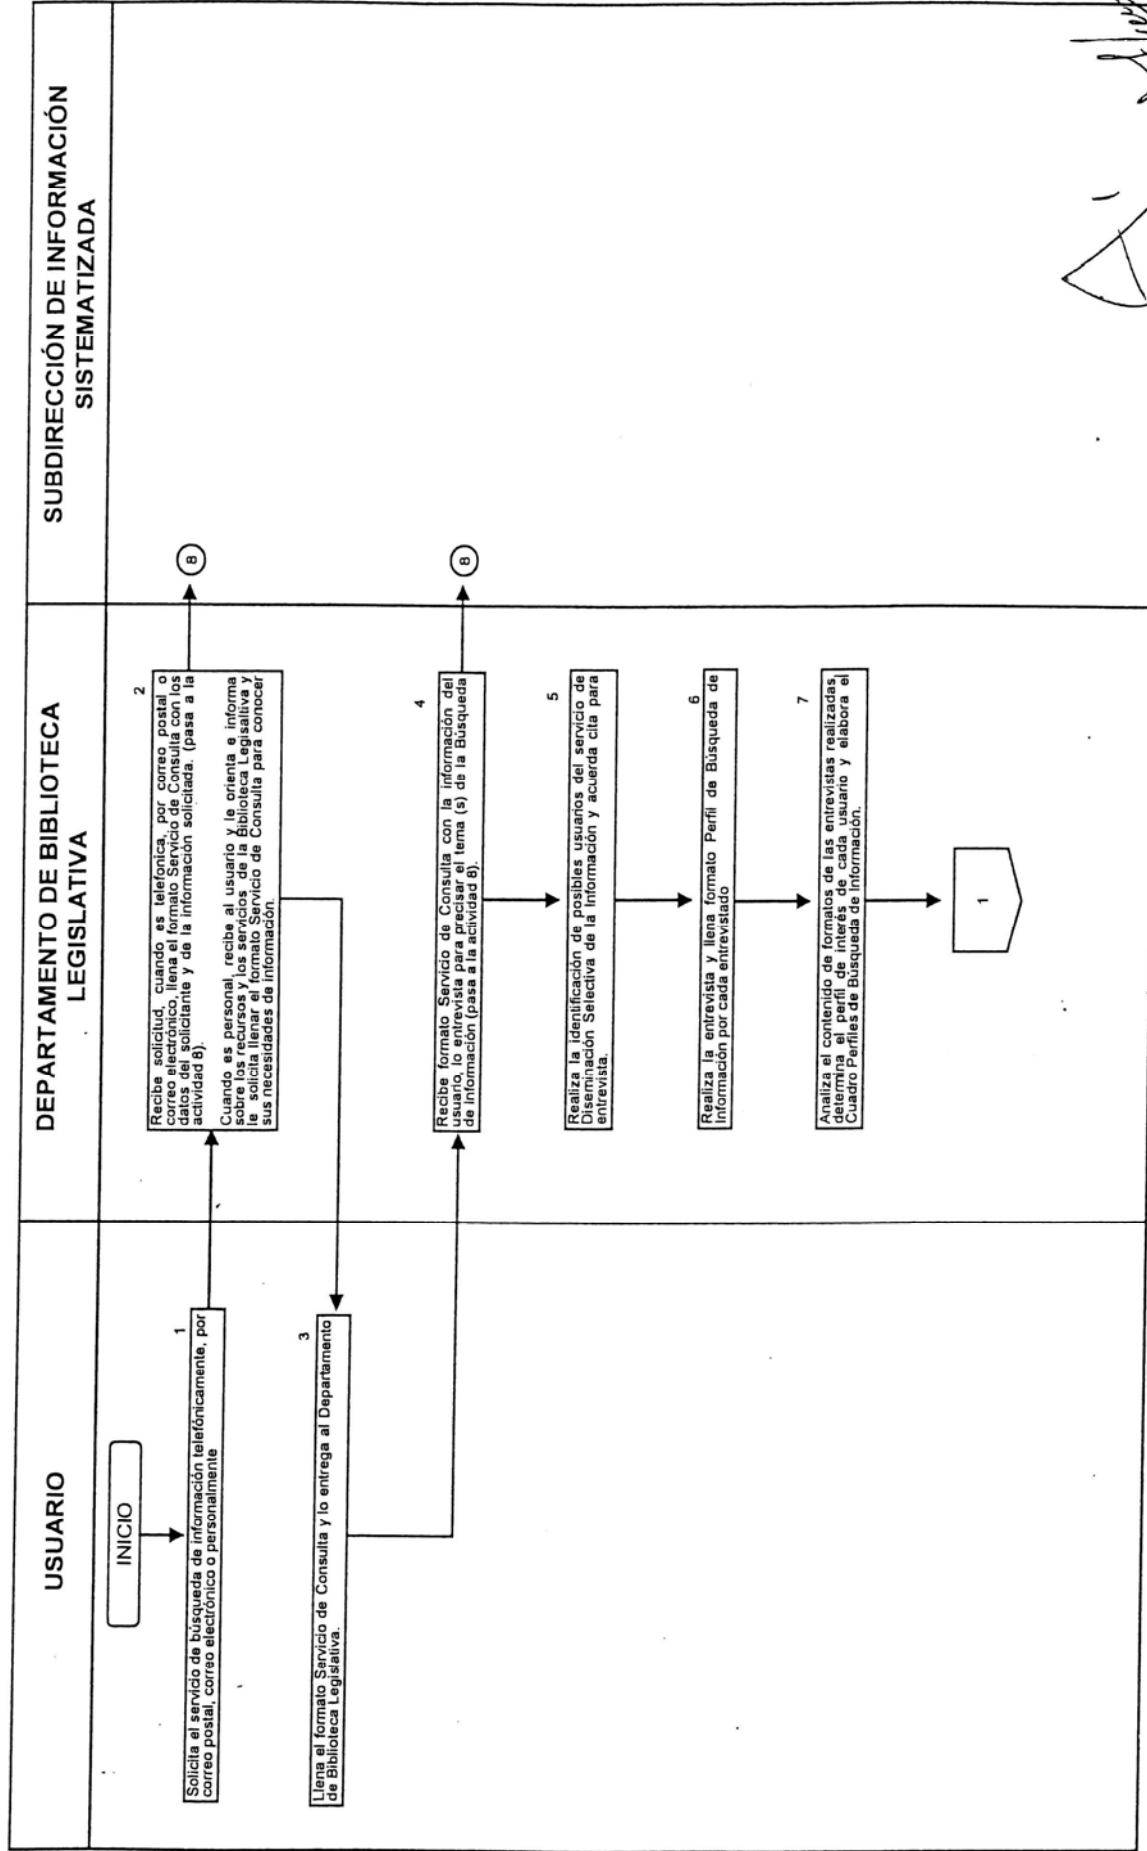 USUARIO
DEPARTAMENTO DE BIBLIOTECA
LEGISLATIVA
SUBDIRECCIÓN DE INFORMACIÓN
SISTEMATIZADA
INICIO
1
Solicita el servicio de búsqueda de información telefónicamente, por
correo postal, correo electrónico o personalmente
2
Recibe solicitud, cuando es telefonica, por correo postal o
correo electrónico, llena el formato Servicio de Consulta con los
datos del solicitante y de la información solicitada. (pasa a la
actividad 8).
Cuando es personal, recibe al usuario y le orienta e informa
sobre los recursos y los servicios de la Biblioteca Legisaltiva y
le solicita llenar el formato Servicio de Consulta para conocer
sus necesidades de información.
8
3
Llena el formato Servicio de Consulta y lo entrega al Departamento
de Biblioteca Legislativa.
4
Recibe formato Servicio de Consulta con la información del
usuario, lo entrevista para precisar el tema (s) de la Búsqueda
de Información (pasa a la actividad 8).
8
5
Realiza la identificación de posibles usuarios del servicio de
Diseminación Selectiva de la Información y acuerda cita para
entrevista.
6
Realiza la entrevista y llena formato Perfil de Búsqueda de
Información por cada entrevistado
7
Analiza el contenido de formatos de las entrevistas realizadas,
determina el perfil de interés de cada usuario y elabora el
Cuadro Perfiles de Búsqueda de Información.
1